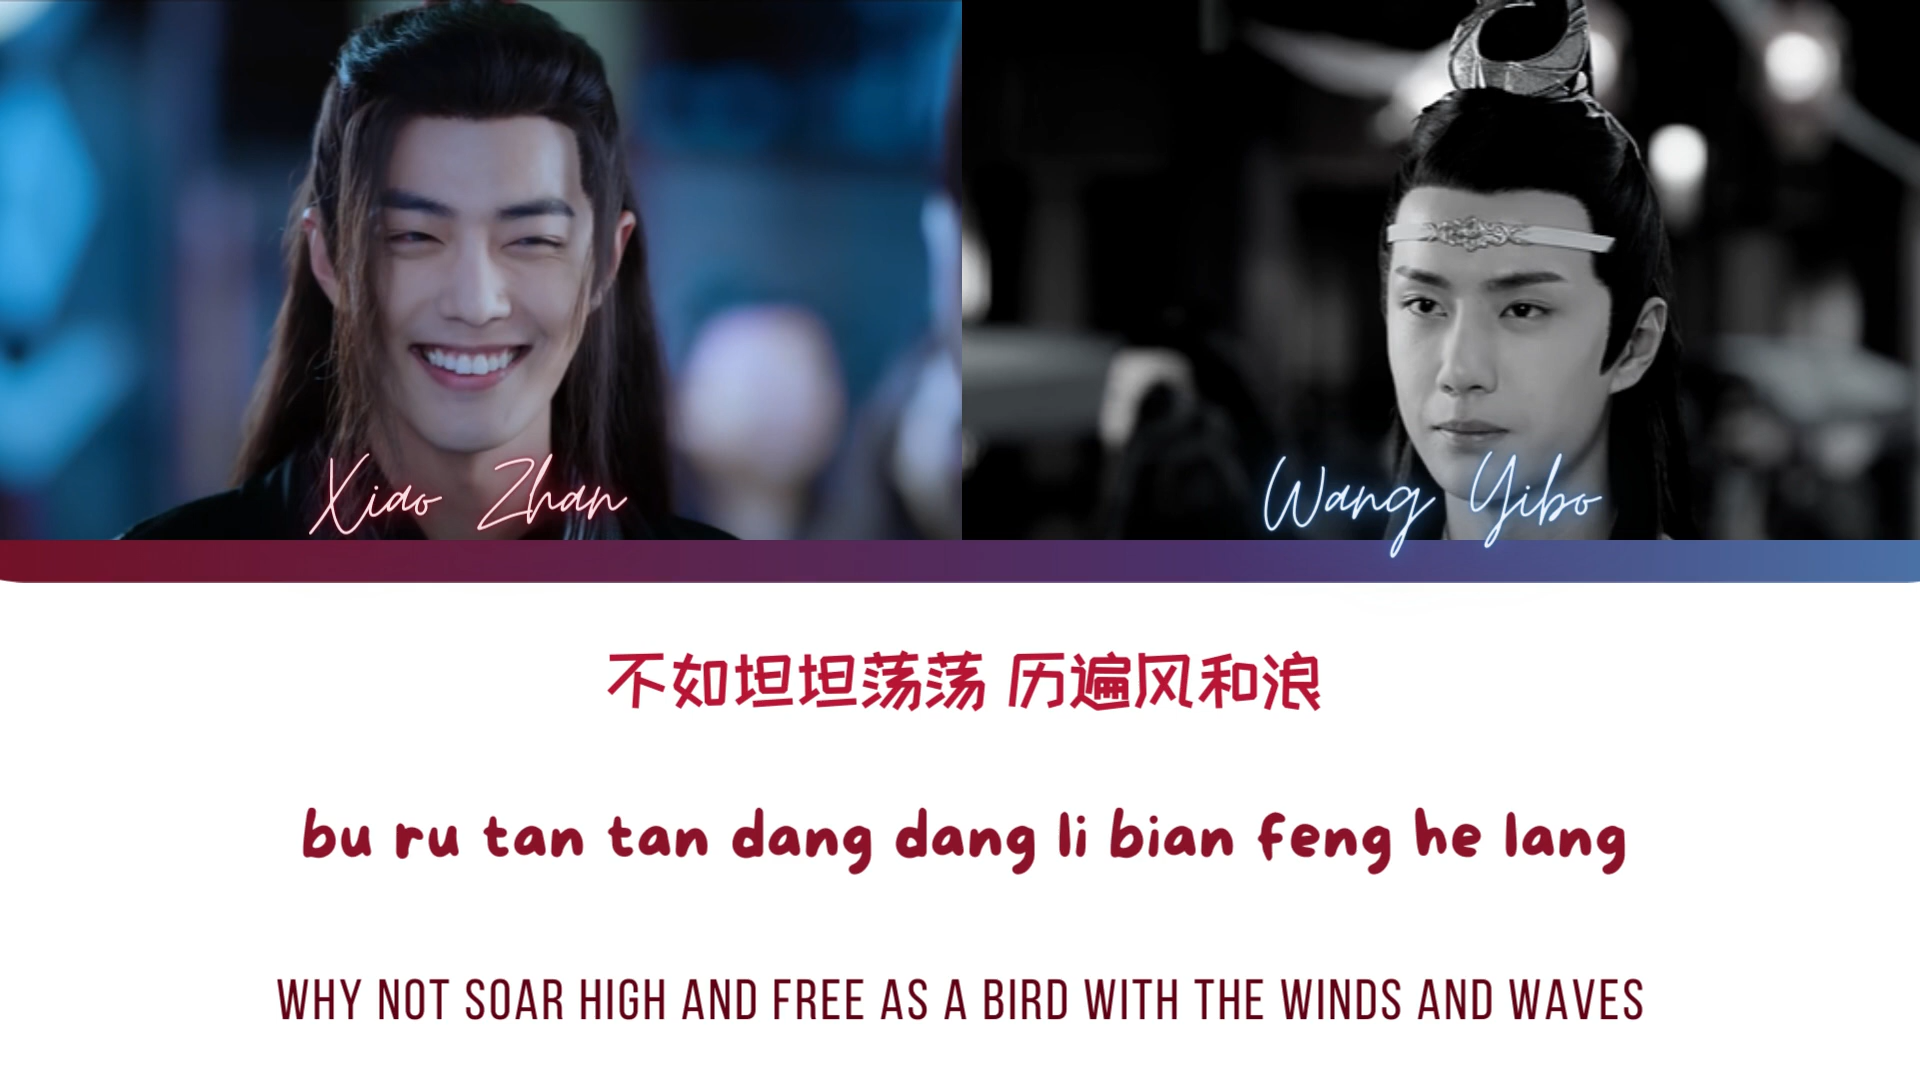 Xiao Zhan
Wang Yibo
不如坦坦荡荡 历遍风和浪
bu ru tan tan dang dang li bian feng he lang
WHY NOT SOAR HIGH AND FREE AS A BIRD WITH THE WINDS AND WAVES